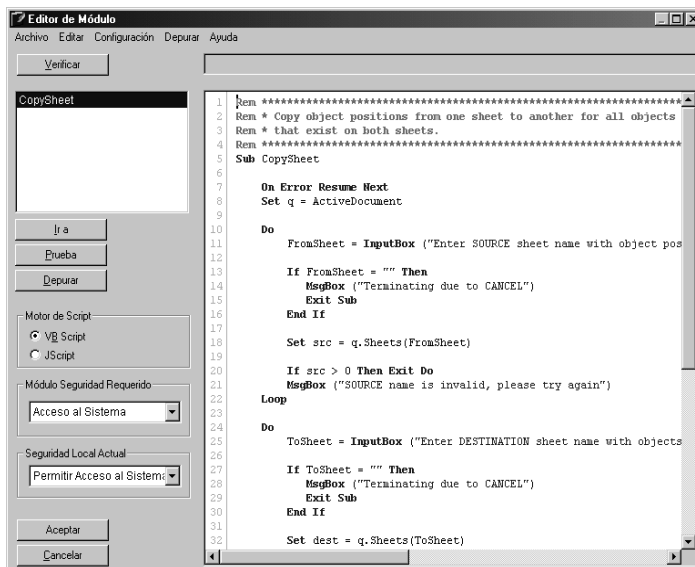 Editor de Módulo
Archivo Editar Configuración Depurar Ayuda
Verificar
CopySheet
Ir a
Prueba
Depurar
Motor de Script
VB Script
JScript
Módulo Seguridad Requerido
Acceso al Sistema
Seguridad Local Actual
Permitir Acceso al Sistema
Aceptar
Cancelar
1 Rem **********************************************************************
2 Rem * Copy object positions from one sheet to another for all objects
3 Rem * that exist on both sheets.
4 Rem **********************************************************************
5 Sub CopySheet
6
7 On Error Resume Next
8 Set q = ActiveDocument
9
10 Do
11 FromSheet = InputBox ("Enter SOURCE sheet name with object pos
12
13 If FromSheet = "" Then
14 MsgBox ("Terminating due to CANCEL")
15 Exit Sub
16 End If
17
18 Set src = q.Sheets(FromSheet)
19
20 If src > 0 Then Exit Do
21 MsgBox ("SOURCE name is invalid, please try again")
22 Loop
23
24 Do
25 ToSheet = InputBox ("Enter DESTINATION sheet name with objects
26
27 If ToSheet = "" Then
28 MsgBox ("Terminating due to CANCEL")
29 Exit Sub
30 End If
31
32 Set dest = q.Sheets(ToSheet)